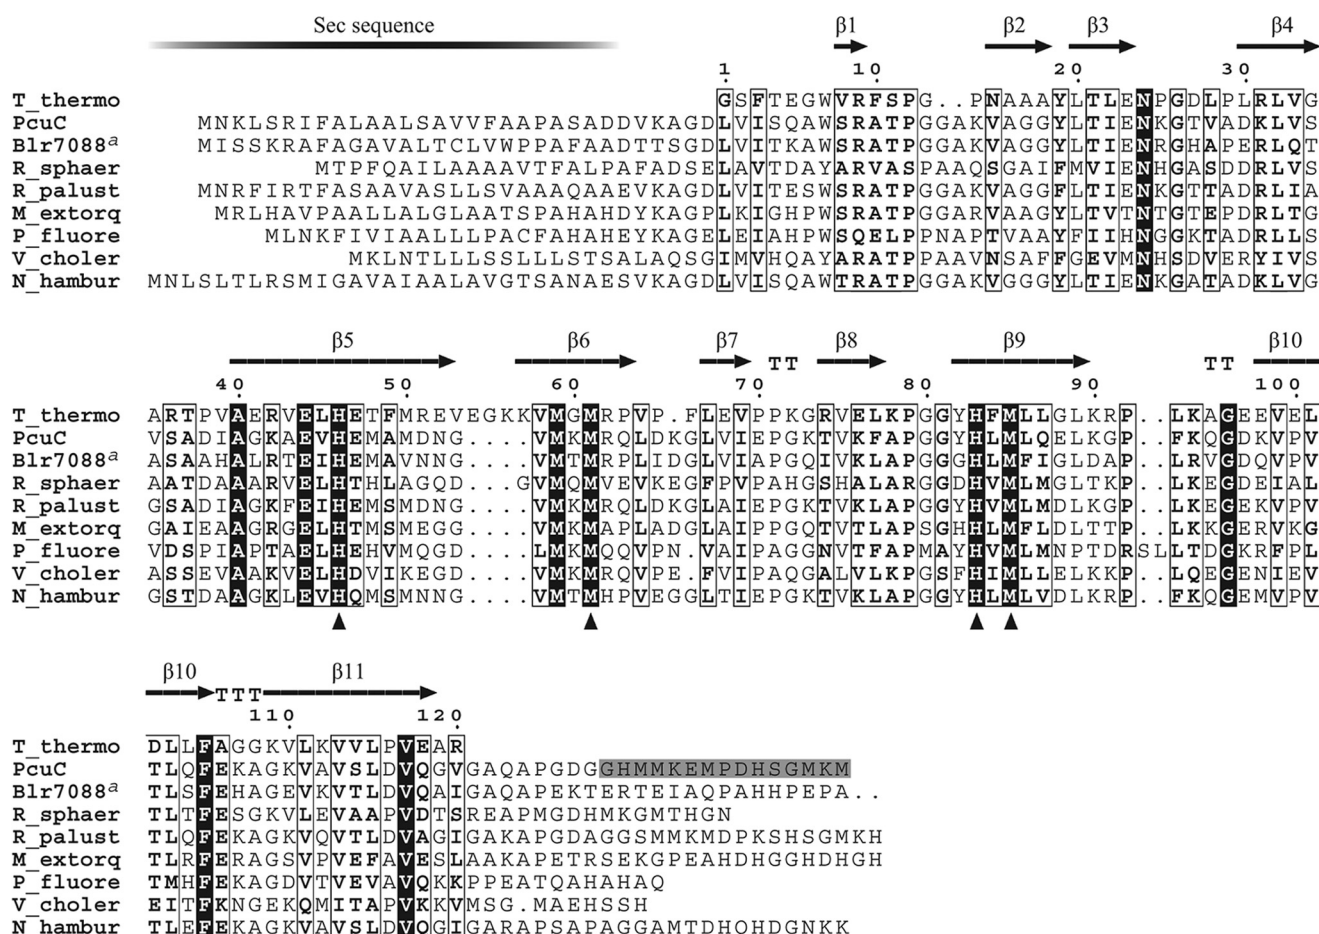 Sec sequence β1 β2 β3 β4
1 10 20 30
T_thermo GSFTEGWVRFSPG..PNAAAYLTLENPGDLPLRLVG
PcuC MNKLSRIFALAALSAVVFAAPASADDVKAGDLVISQAWSRATPGGAKVAGGYLTIENKGTVADKLVS
Blr7088a MISSKRAFAGAVALTCLVWPPAFAADTTSGDLVITKAWSRATPGGAKVAGGYLTIENRGHAPERLQT
R_sphaer MTPFQAILAAAAVTFALPAFADSELAVTDAYARVASPAAQSGAIFMVIENHGASDDRLVS
R_palust MNRFIRTFASAAVASLLSVAAAQAAEVKAGDLVITESWSRATPGGAKVAGGFLTIENKGTTADRLIA
M_extorq MRLHAVPAALLALGLAATSPAHAHDYKAGPLKIGHPWSRATPGGARVAAGYLTVTNTGTEPDRLTG
P_fluore MLNKFIVIAALLLPACFAHAHEYKAGELEIAHPWSQELPPNAPTVAAYFIIHNGGKTADRLLS
V_choler MKLNTLLLSSLLLSTSALAQSGIMVHQAYARATPPAAVNSAFFGEVMNHSDVERYIVS
N_hambur MNLSLTLRSMIGAVAIAALAVGTSANAESVKAGDLVISQAWTRATPGGAKVGGGYLTIENKGATADKLVG
β5 β6 β7 TT β8 β9 TT β10
40 50 60 70 80 90 100
T_thermo ARTPVAERVELHETFMREVEGKKVMGMRPVP.FLEVPPKGRVELKPGGYHFMLLGLKRP..LKAGEEVEL
PcuC VSADIAGKAEVHEMAMDNG....VMKMRQLDKGLVIEPGKTVKFAPGGYHLMLQELKGP..FKQGDKVPV
Blr7088a ASAAHALRTEIHEMAVNNG....VMTMRPLIDGLVIAPGQIVKLAPGGGHLMFIGLDAP..LRVGDQVPV
R_sphaer AATDAAARVELHTHLAGQD...GVMQMVEVKEGFPVPAHGSHALARGGDHVMLMGLTKP..LKEGDEIAL
R_palust GSADIAGKFEIHEMSMDNG....VMKMRQLDKGLAIEPGKTVKLAPGGYHVMLLDLKGP..LKQGEKVPV
M_extorq GAIEAAGRGELHTMSMEGG....VMKMAPLADGLAIPPGQTVTLAPSGHHLMFLDLTTP..LKKGERVKG
P_fluore VDSPIAPTAELHEHVMQGD....LMKMQQVPN.VAIPAGGNVTFAPMAYHVMLMNPTDRSLLTDGKRFPL
V_choler ASSEVAAKVELHDVIKEGD....VMKMRQVPE.FVIPAQGALVLKPGSFHIMLLELKKP..LQEGENIEV
N_hambur GSTDAAGKLEVHQMSMNNG....VMTMHPVEGGLTIEPGKTVKLAPGGYHLMLVDLKRP..FKQGEMVPV
β10 TTT β11
110 120
T_thermo DLLFAGGKVLKVVLPVEAR
PcuC TLQFEKAGKVAVSLDVQGVGAQAPGDGGHMMKEMPDHSGMKM
Blr7088a TLSFEHAGEVKVTLDVQAIGAQAPEKTERTEIAQPAHHPEPA..
R_sphaer TLTFESGKVLEVAAPVDTSREAPMGDHMKGMTHGN
R_palust TLQFEKAGKVQVTLDVAGIGAKAPGDAGGSMMKMDPKSHSGMKH
M_extorq TLRFERAGSVPVEFAVESLAAKAPETRSEKGPEAHDHGGHDHGH
P_fluore TMHFEKAGDVTVEVAVQKKPPEATQAHAHAQ
V_choler EITFKNGEKQMITAPVKKVMSG.MAEHSSH
N_hambur TLEFEKAGKVAVSLDVQGIGARAPSAPAGGAMTDHQHDGNKK